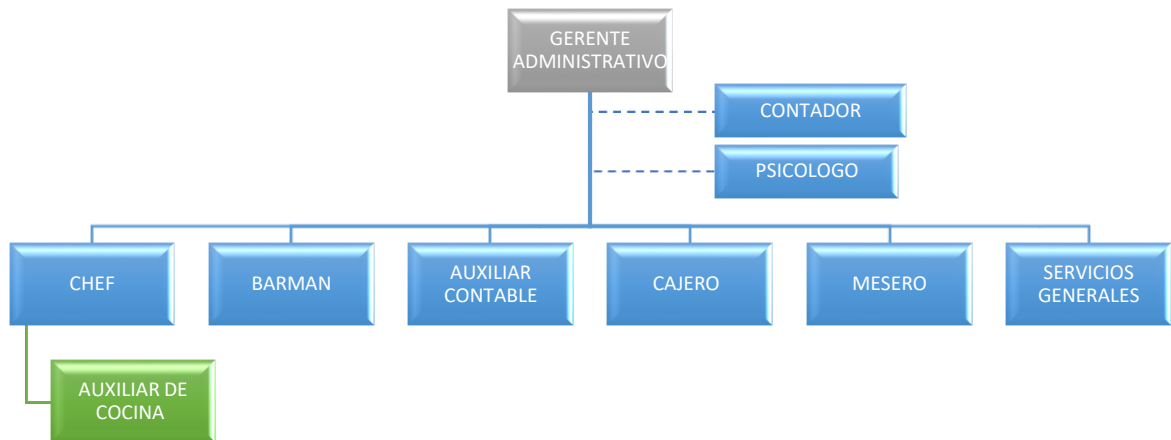 GERENTE
ADMINISTRATIVO
CONTADOR
PSICOLOGO
CHEF
BARMAN
AUXILIAR
CONTABLE
CAJERO
MESERO
SERVICIOS
GENERALES
AUXILIAR DE
COCINA